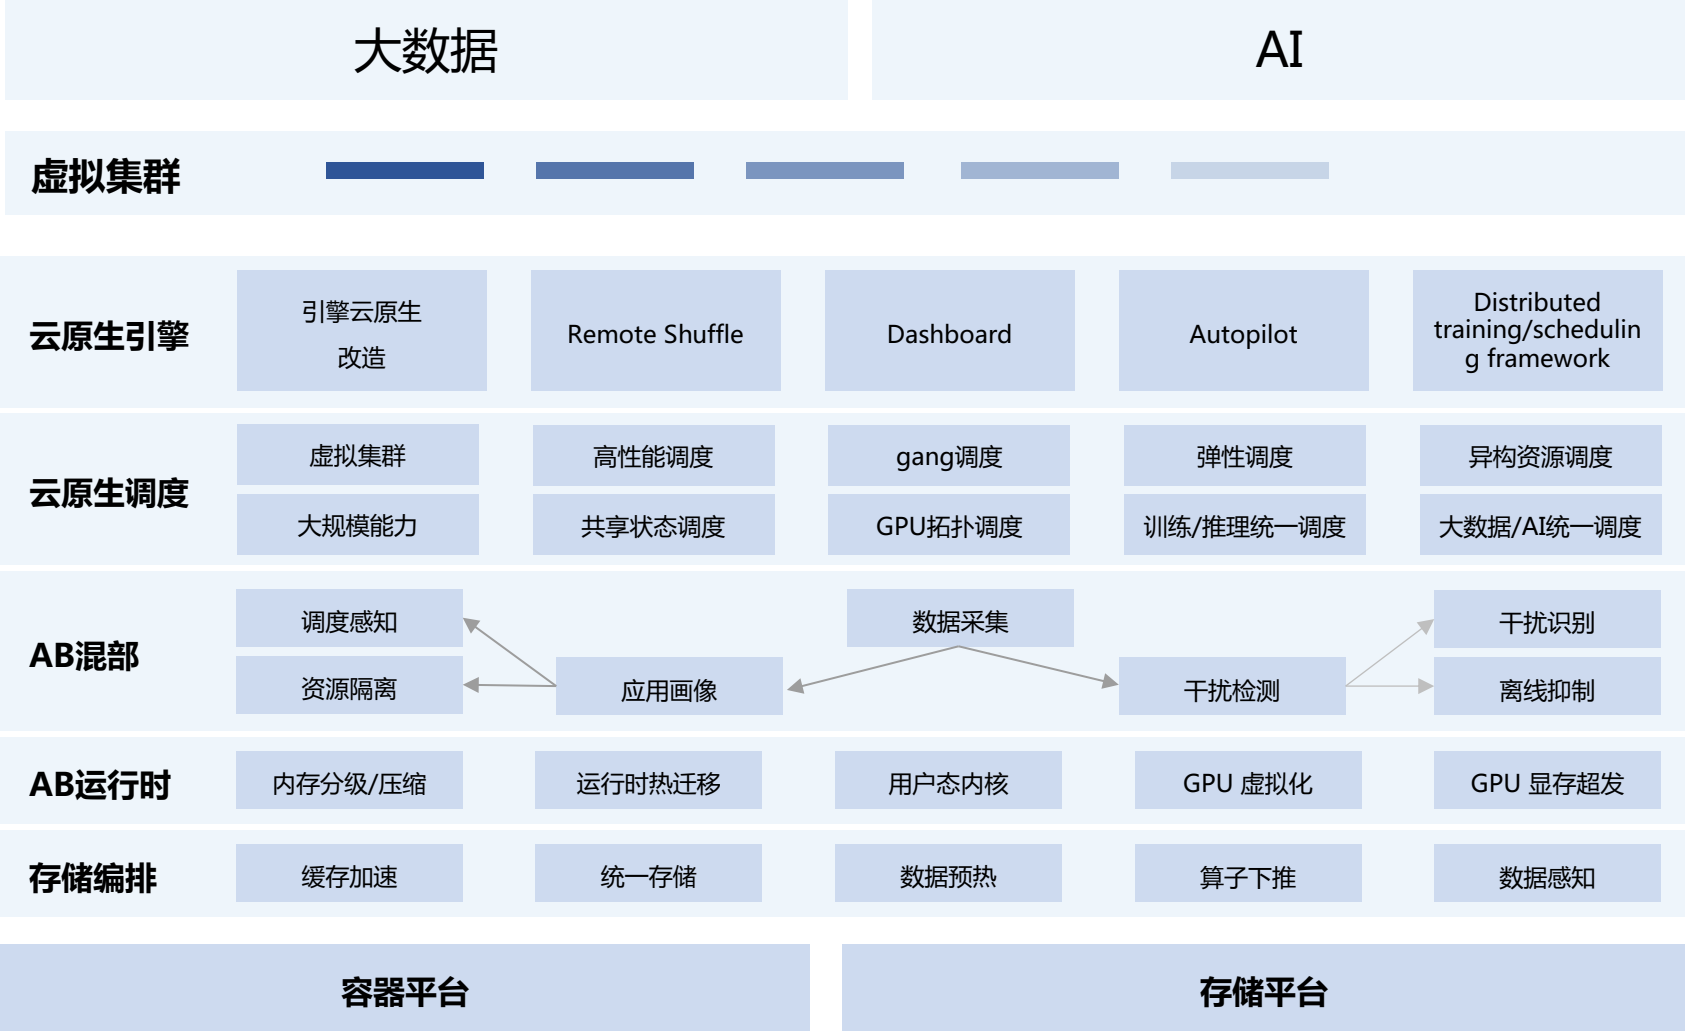 大数据
AI
虚拟集群
云原生引擎
引擎云原生
改造
Remote Shuffle
Dashboard
Autopilot
Distributed
training/schedulin
g framework
云原生调度
虚拟集群
高性能调度
gang调度
弹性调度
异构资源调度
大规模能力
共享状态调度
GPU拓扑调度
训练/推理统一调度
大数据/AI统一调度
AB混部
调度感知
数据采集
干扰识别
资源隔离
应用画像
干扰检测
离线抑制
AB运行时
内存分级/压缩
运行时热迁移
用户态内核
GPU 虚拟化
GPU 显存超发
存储编排
缓存加速
统一存储
数据预热
算子下推
数据感知
容器平台
存储平台